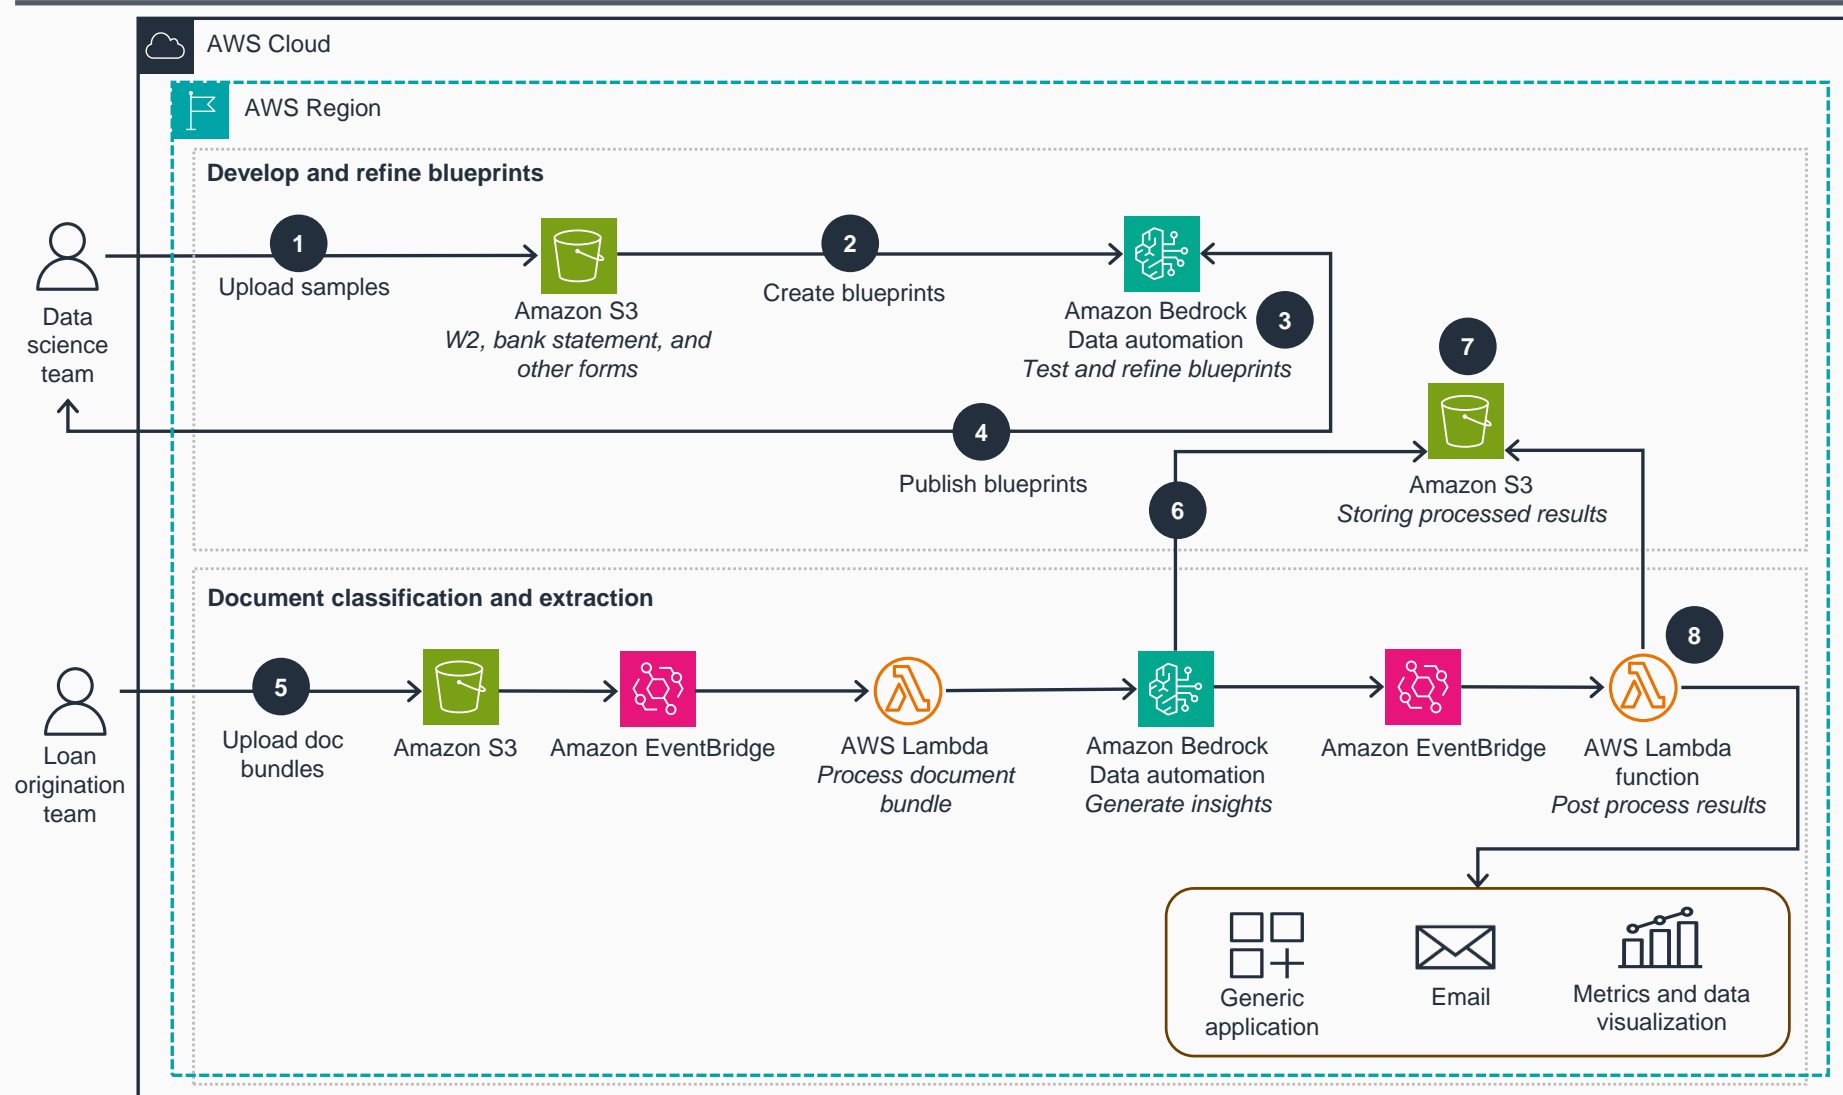 AWS Cloud
AWS Region
Develop and refine blueprints
1
Upload samples
2
Create blueprints
Data
science
team
Amazon S3
W2, bank statement, and
other forms
Amazon Bedrock
Data automation
Test and refine blueprints
3
4
Publish blueprints
7
Amazon S3
Storing processed results
6
Document classification and extraction
Loan
origination
team
5
Upload doc
bundles
Amazon S3
Amazon EventBridge
AWS Lambda
Process document
bundle
Amazon Bedrock
Data automation
Generate insights
Amazon EventBridge
8
AWS Lambda
function
Post process results
Generic
application
Email
Metrics and data
visualization